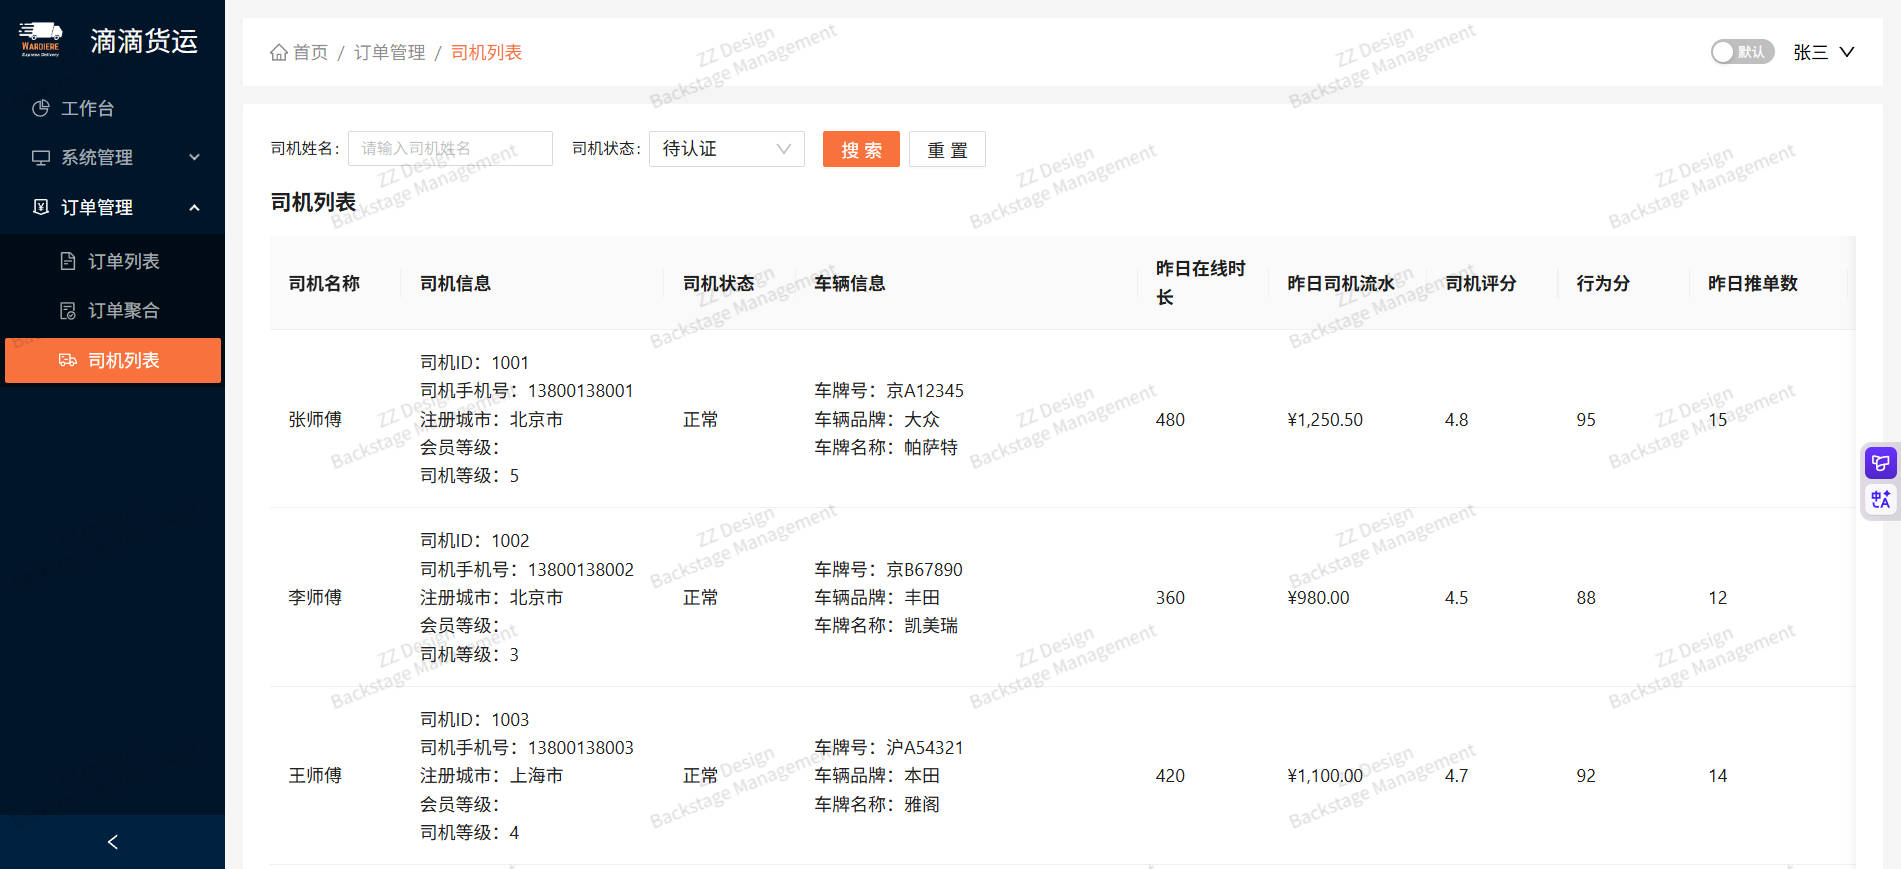 WARDIERE
Express Delivery
滴滴货运
工作台
系统管理
订单管理
订单列表
订单聚合
司机列表
首页 / 订单管理 / 司机列表
默认
张三
司机姓名:
请输入司机姓名
司机状态:
待认证
搜 索
重 置
司机列表
司机名称
司机信息
司机状态
车辆信息
昨日在线时
长
昨日司机流水
司机评分
行为分
昨日推单数
张师傅
司机ID：1001
司机手机号：13800138001
注册城市：北京市
会员等级：
司机等级：5
正常
车牌号：京A12345
车辆品牌：大众
车牌名称：帕萨特
480
¥1,250.50
4.8
95
15
李师傅
司机ID：1002
司机手机号：13800138002
注册城市：北京市
会员等级：
司机等级：3
正常
车牌号：京B67890
车辆品牌：丰田
车牌名称：凯美瑞
360
¥980.00
4.5
88
12
王师傅
司机ID：1003
司机手机号：13800138003
注册城市：上海市
会员等级：
司机等级：4
正常
车牌号：沪A54321
车辆品牌：本田
车牌名称：雅阁
420
¥1,100.00
4.7
92
14
中A
ZZ Design
Backstage Management